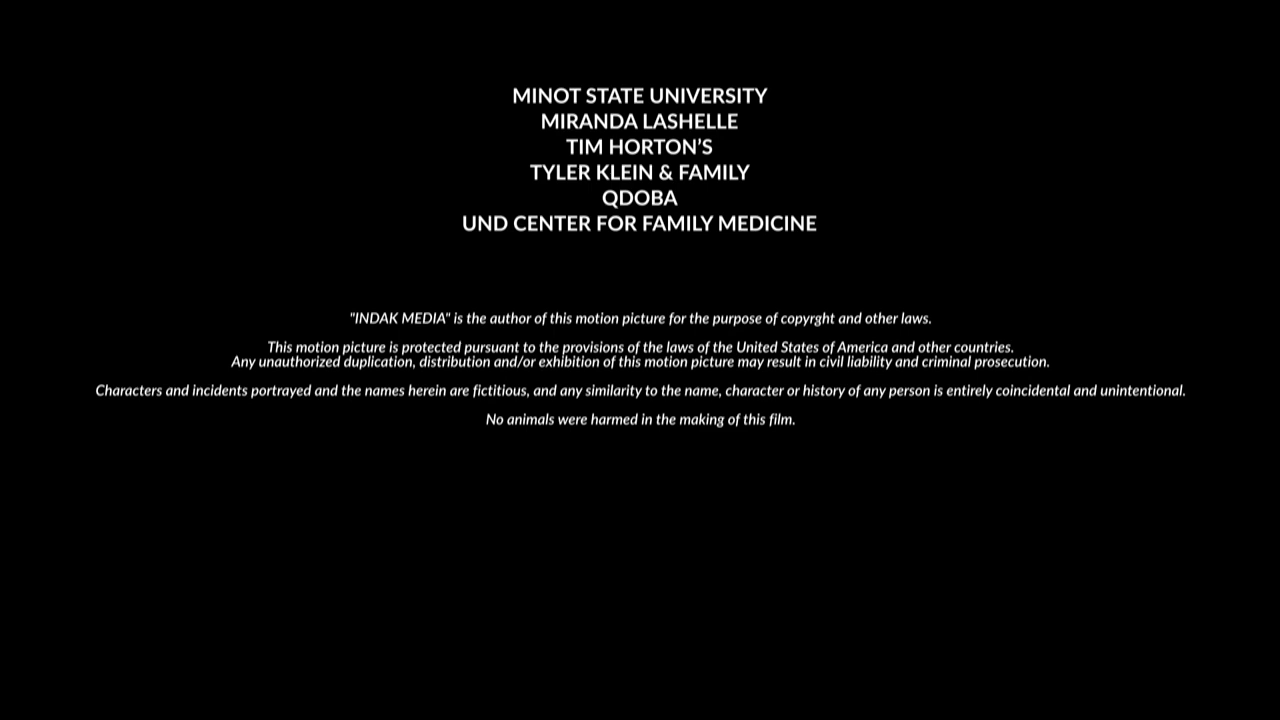 MINOT STATE UNIVERSITY
MIRANDA LASHELLE
TIM HORTON’S
TYLER KLEIN & FAMILY
QDOBA
UND CENTER FOR FAMILY MEDICINE
"INDAK MEDIA" is the author of this motion picture for the purpose of copyrght and other laws.
This motion picture is protected pursuant to the provisions of the laws of the United States of America and other countries.
Any unauthorized duplication, distribution and/or exhibition of this motion picture may result in civil liability and criminal prosecution.
Characters and incidents portrayed and the names herein are fictitious, and any similarity to the name, character or history of any person is entirely coincidental and unintentional.
No animals were harmed in the making of this film.